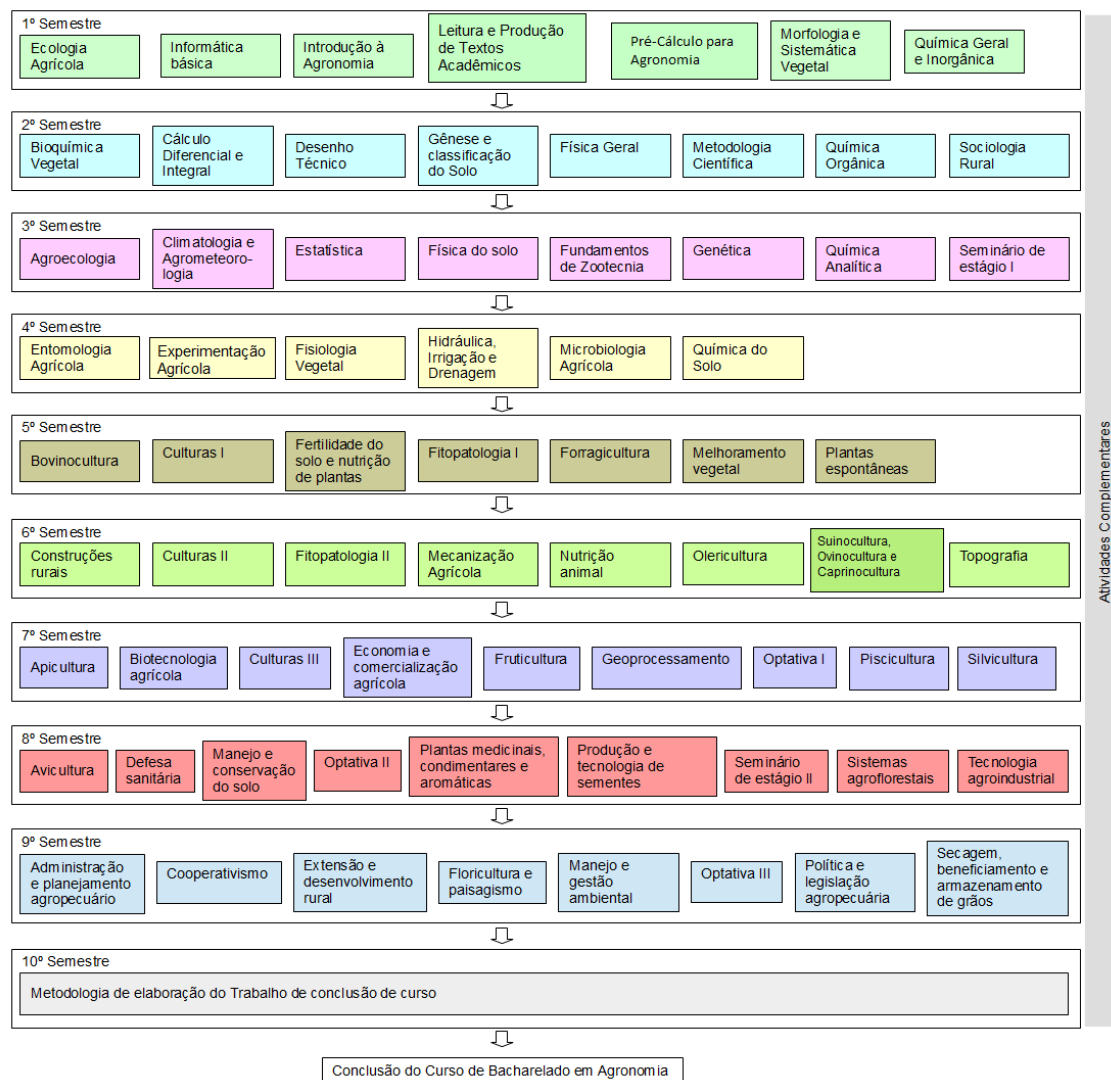 1º Semestre
Ecologia
Agrícola
Informática
básica
Introdução à
Agronomia
Leitura e Produção
de Textos
Acadêmicos
Pré-Cálculo para
Agronomia
Morfologia e
Sistemática
Vegetal
Química Geral
e Inorgânica
2º Semestre
Bioquímica
Vegetal
Cálculo
Diferencial e
Integral
Desenho
Técnico
Gênese e
classificação
do Solo
Física Geral
Metodologia
Científica
Química
Orgânica
Sociologia
Rural
3º Semestre
Agroecologia
Climatologia e
Agrometeoro-
logia
Estatística
Física do solo
Fundamentos
de Zootecnia
Genética
Química
Analítica
Seminário de
estágio I
4º Semestre
Entomologia
Agrícola
Experimentação
Agrícola
Fisiologia
Vegetal
Hidráulica,
Irrigação e
Drenagem
Microbiologia
Agrícola
Química do
Solo
5º Semestre
Bovinocultura
Culturas I
Fertilidade do
solo e nutrição
de plantas
Fitopatologia I
Forragicultura
Melhoramento
vegetal
Plantas
espontâneas
6º Semestre
Construções
rurais
Culturas II
Fitopatologia II
Mecanização
Agrícola
Nutrição
animal
Olericultura
Suinocultura,
Ovinocultura e
Caprinocultura
Topografia
7º Semestre
Apicultura
Biotecnologia
agrícola
Culturas III
Economia e
comercialização
agrícola
Fruticultura
Geoprocessamento
Optativa I
Piscicultura
Silvicultura
8º Semestre
Avicultura
Defesa
sanitária
Manejo e
conservação
do solo
Optativa II
Plantas medicinais,
condimentares e
aromáticas
Produção e
tecnologia de
sementes
Seminário
de estágio II
Sistemas
agroflorestais
Tecnologia
agroindustrial
9º Semestre
Administração
e planejamento
agropecuário
Cooperativismo
Extensão e
desenvolvimento
rural
Floricultura e
paisagismo
Manejo e
gestão
ambiental
Optativa III
Política e
legislação
agropecuária
Secagem,
beneficiamento e
armazenamento
de grãos
10º Semestre
Metodologia de elaboração do Trabalho de conclusão de curso
Conclusão do Curso de Bacharelado em Agronomia
Atividades Complementares